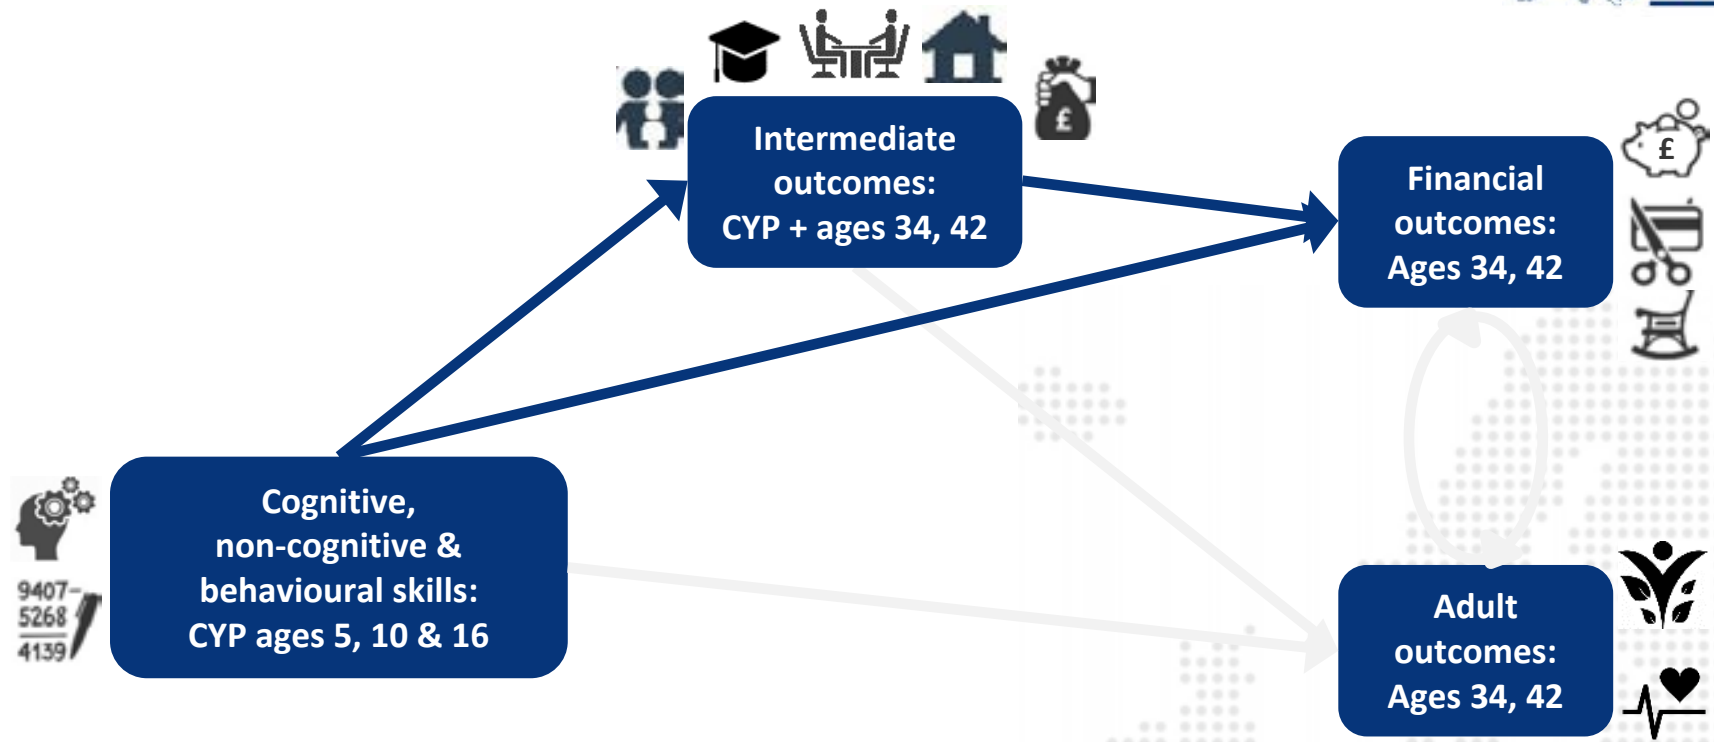 £
Intermediate
outcomes:
CYP + ages 34, 42
£
Financial
outcomes:
Ages 34, 42
Cognitive,
non-cognitive &
behavioural skills:
CYP ages 5, 10 & 16
9407-
5268
4139
Adult
outcomes:
Ages 34, 42